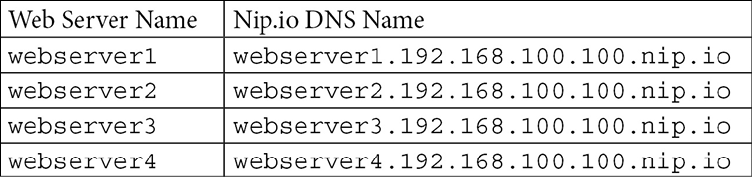 Web Server Name Nip.io DNS Name
webserver1 webserver1.192.168.100.100.nip.io
webserver2 webserver2.192.168.100.100.nip.io
webserver3 webserver3.192.168.100.100.nip.io
webserver4 webserver4.192.168.100.100.nip.io